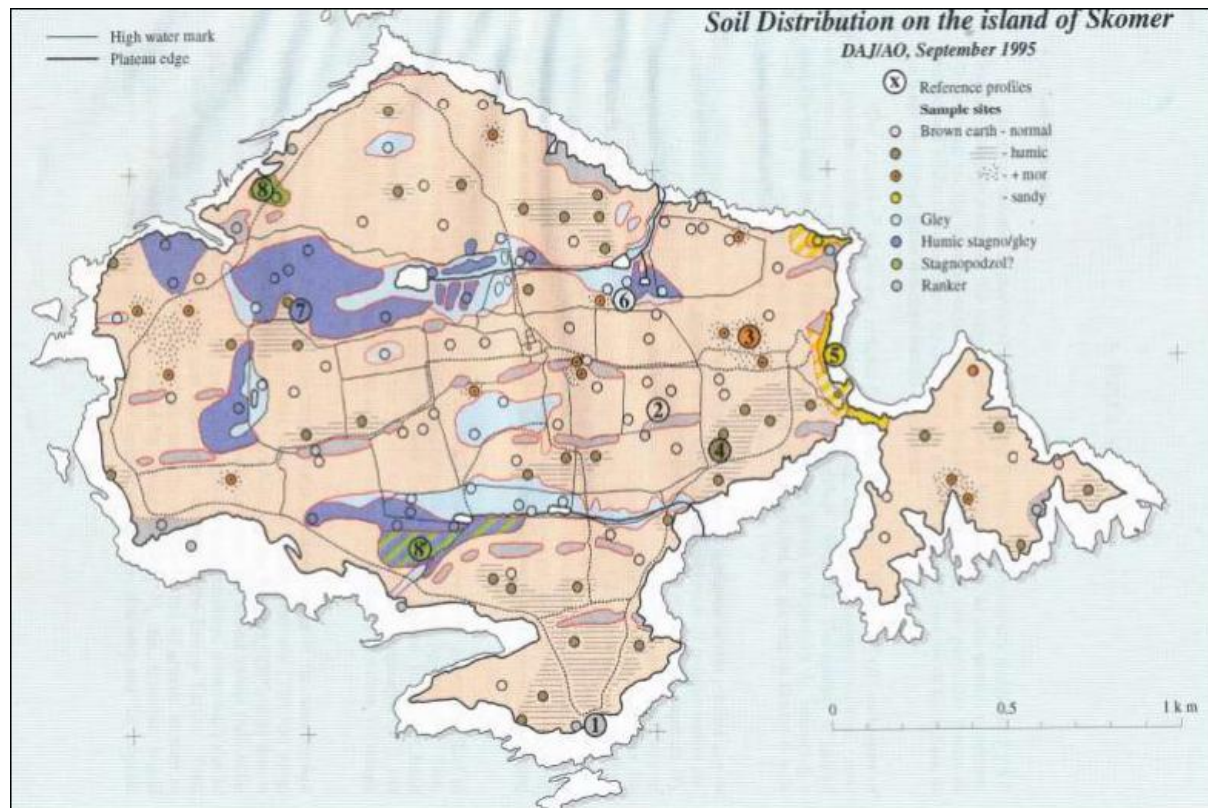 Soil Distribution on the island of Skomer
DAJ/AO, September 1995
High water mark
Plateau edge
X Reference profiles
Sample sites
Brown earth - normal
- humic
- + mor
- sandy
Gley
Humic stagno/gley
Stagnopodzol?
Ranker
8
7
6
3
5
2
4
8
1
0 0.5 1 k m